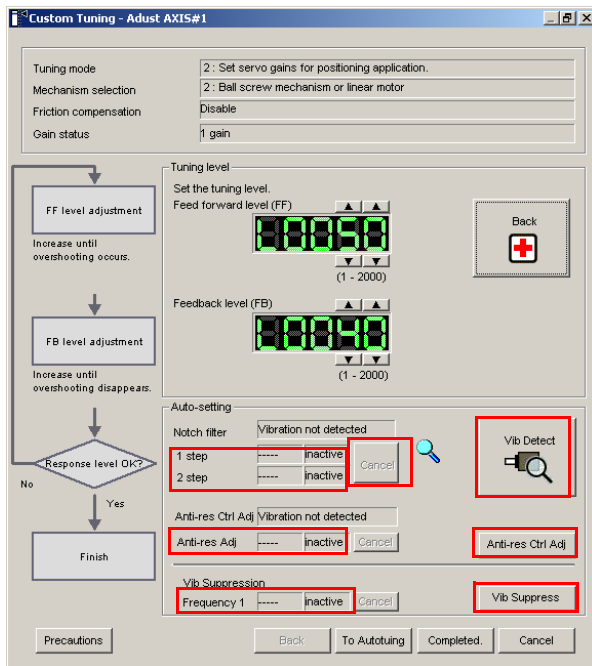 Custom Tuning - Adust AXIS#1
Tuning mode
2 : Set servo gains for positioning application.
Mechanism selection
2 : Ball screw mechanism or linear motor
Friction compensation
Disable
Gain status
1 gain
FF level adjustment
Increase until
overshooting occurs.
FB level adjustment
Increase until
overshooting disappears.
Response level OK?
No
Yes
Finish
Tuning level
Set the tuning level.
Feed forward level (FF)
L0050
(1 - 2000)
Feedback level (FB)
L0040
(1 - 2000)
Back
Auto-setting
Notch filter
Vibration not detected
1 step
-----
inactive
2 step
-----
inactive
Cancel
Vib Detect
Anti-res Ctrl Adj
Vibration not detected
Anti-res Adj
-----
inactive
Cancel
Anti-res Ctrl Adj
Vib Suppression
Frequency 1
-----
inactive
Cancel
Vib Suppress
Precautions
Back
To Autotuing
Completed.
Cancel